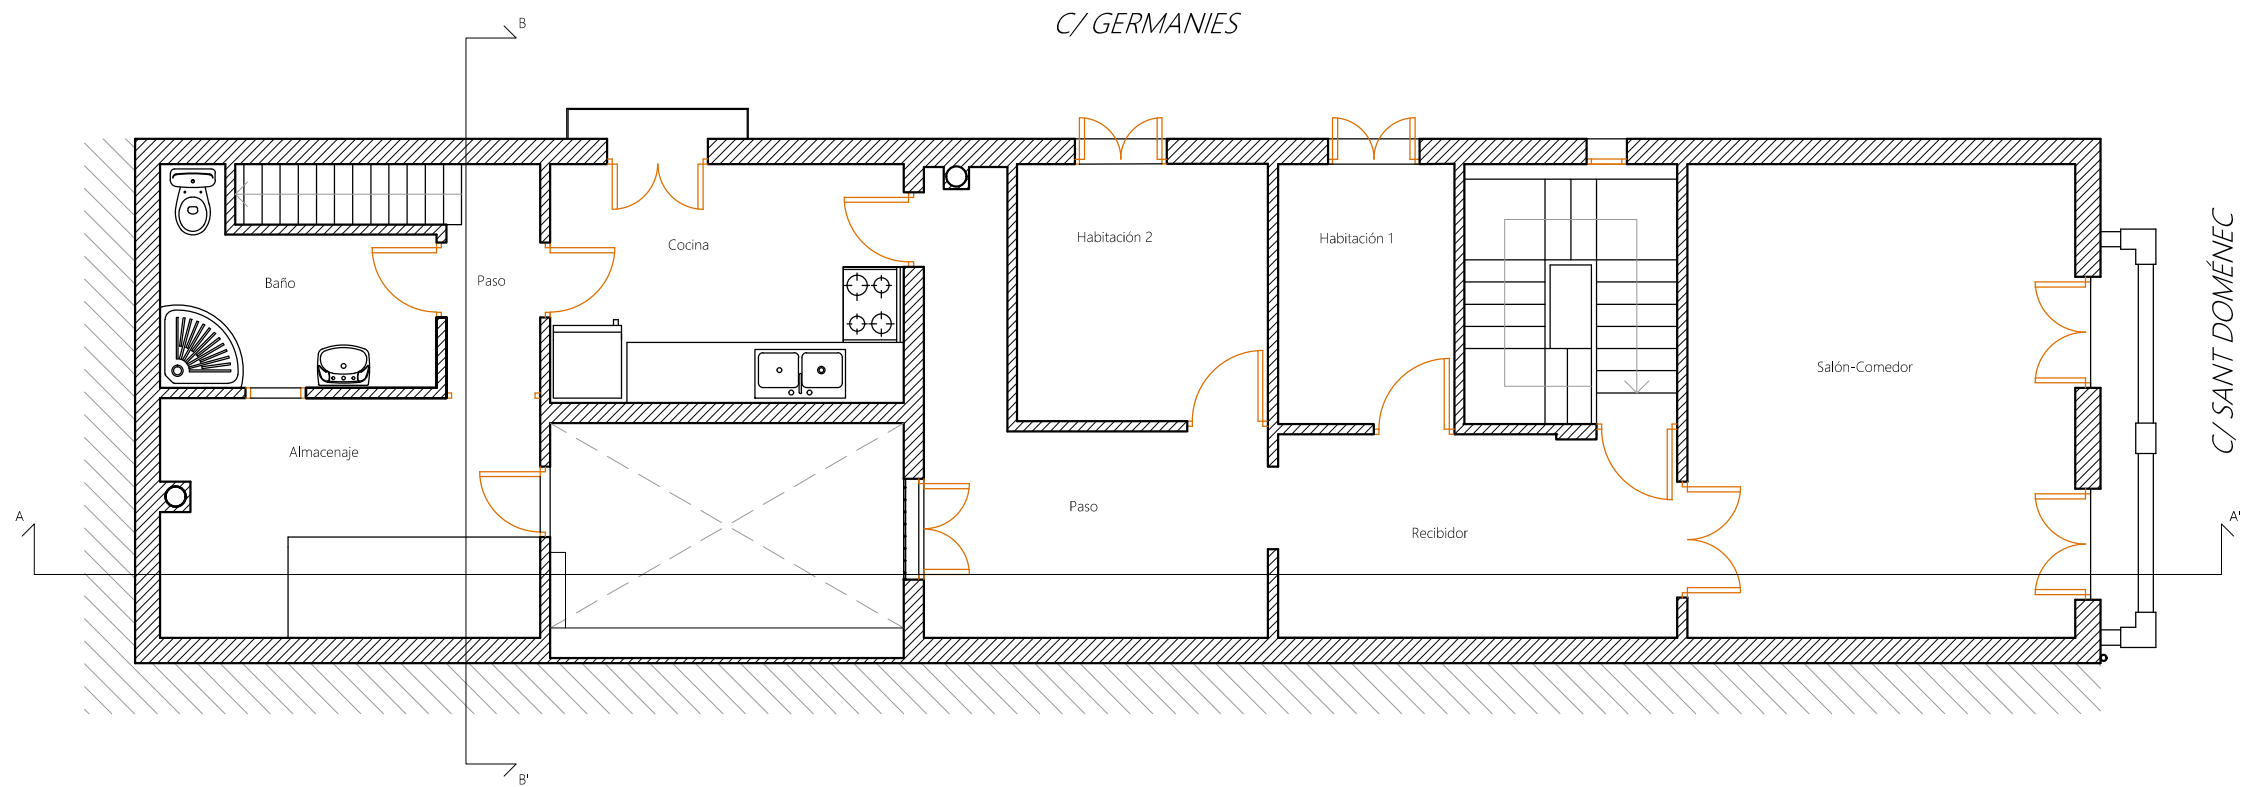 C/ GERMANIES
B
Cocina
Habitación 2
Habitación 1
Baño
Paso
Salón-Comedor
C/ SANT DOMÉNEC
Almacenaje
Paso
Recibidor
A
A'
B'